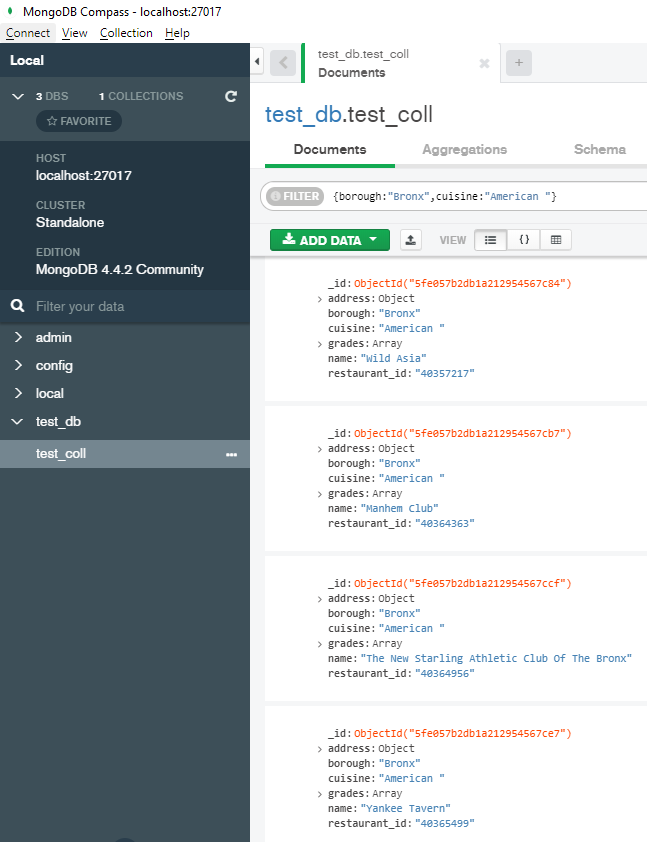 MongoDB Compass - localhost:27017
Connect View Collection Help
Local
3 DBS 1 COLLECTIONS
FAVORITE
HOST
localhost:27017
CLUSTER
Standalone
EDITION
MongoDB 4.4.2 Community
Filter your data
admin
config
local
test_db
test_coll
test_db.test_coll
Documents
test_db.test_coll
Documents Aggregations Schema
FILTER {borough:"Bronx",cuisine:"American "}
ADD DATA VIEW {}
_id:ObjectId("5fe057b2db1a212954567c84")
address:Object
borough:"Bronx"
cuisine:"American "
grades:Array
name:"Wild Asia"
restaurant_id:"40357217"
_id:ObjectId("5fe057b2db1a212954567cb7")
address:Object
borough:"Bronx"
cuisine:"American "
grades:Array
name:"Manhem Club"
restaurant_id:"40364363"
_id:ObjectId("5fe057b2db1a212954567ccf")
address:Object
borough:"Bronx"
cuisine:"American "
grades:Array
name:"The New Starling Athletic Club Of The Bronx"
restaurant_id:"40364956"
_id:ObjectId("5fe057b2db1a212954567ce7")
address:Object
borough:"Bronx"
cuisine:"American "
grades:Array
name:"Yankee Tavern"
restaurant_id:"40365499"